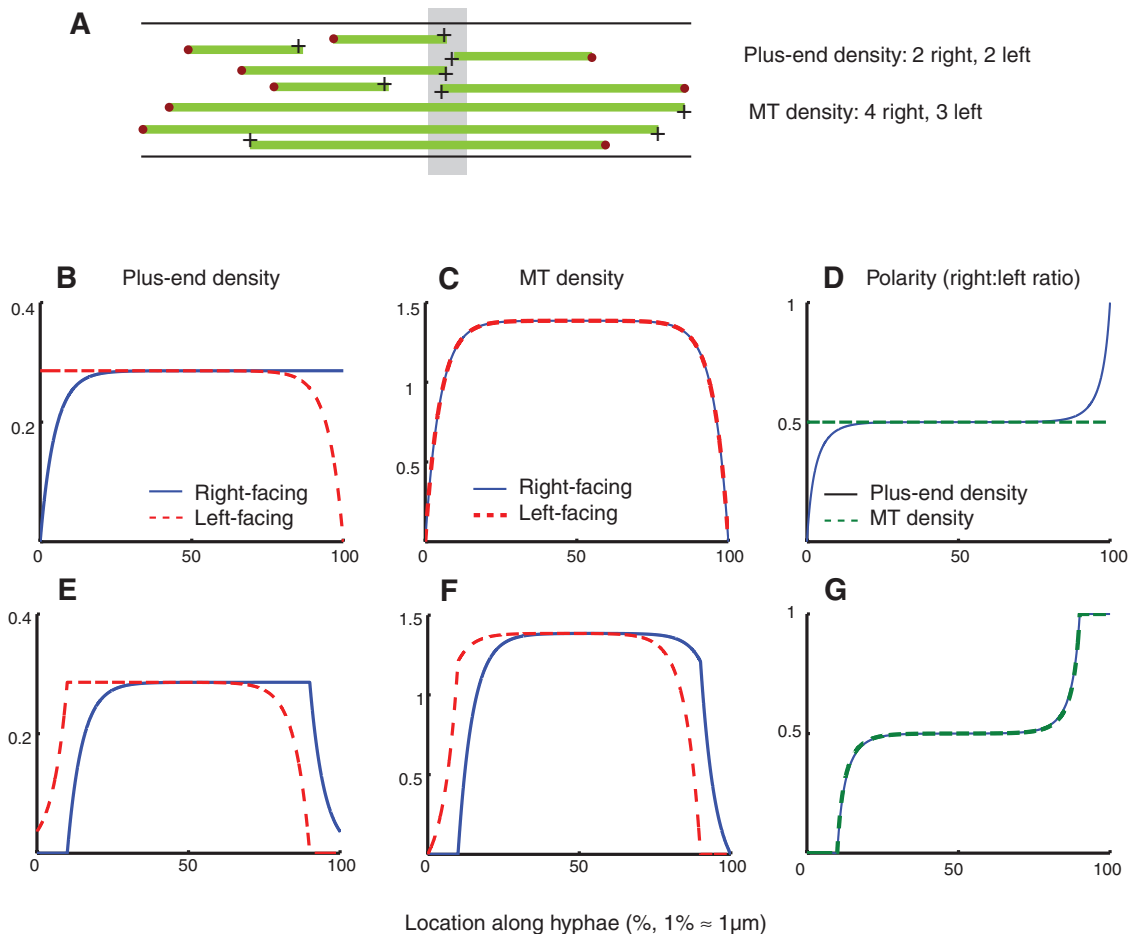 A
Plus-end density: 2 right, 2 left
MT density: 4 right, 3 left
B Plus-end density
C MT density
D Polarity (right:left ratio)
0.4
0.2
0 50 100
Right-facing
Left-facing
1.5
1
0.5
0 50 100
Right-facing
Left-facing
1
0.5
0 50 100
Plus-end density
MT density
E
F
G
0.4
0.2
0 50 100
1.5
1
0.5
0 50 100
1
0.5
0 50 100
Location along hyphae (%, 1% ≈ 1μm)